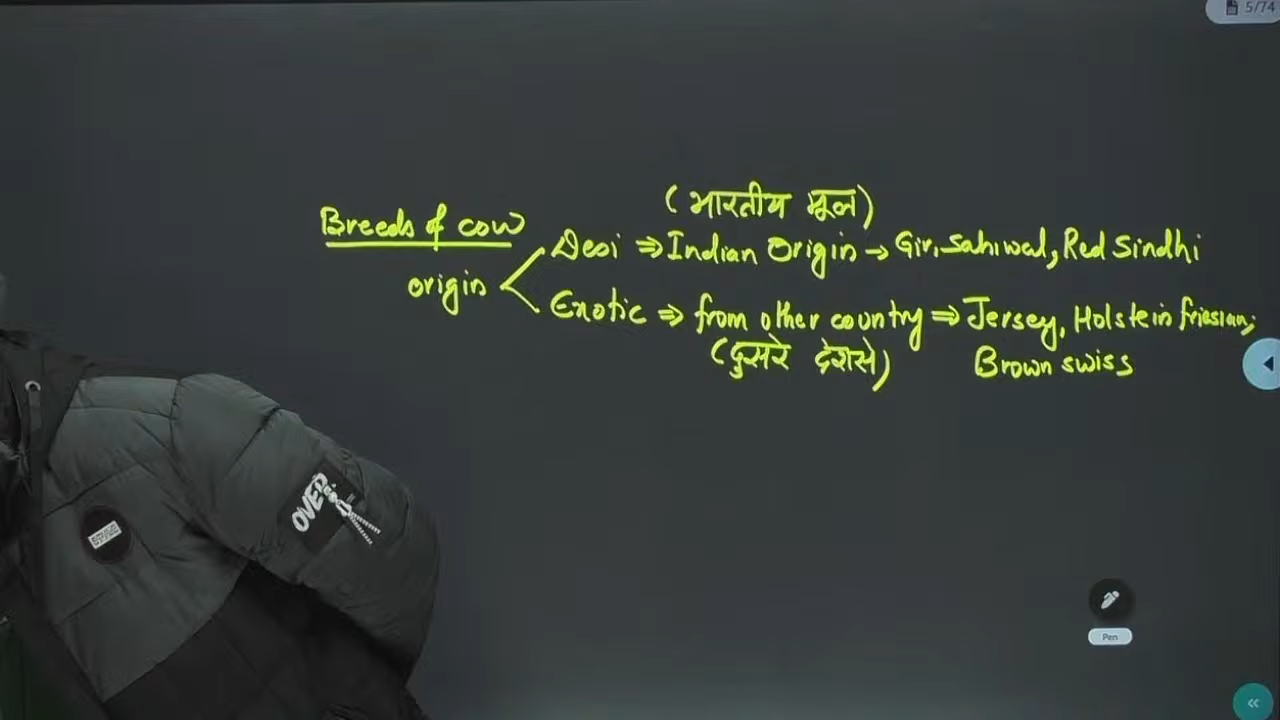 5/74
(भारतीय मूल)
Breeds of cow
Desi ⇒ Indian Origin → Gir, Sahiwal, Red Sindhi
origin
Exotic ⇒ from other country ⇒ Jersey, Holstein friesian,
(दुसरे देशसे)
Brown swiss
OVER
Pen